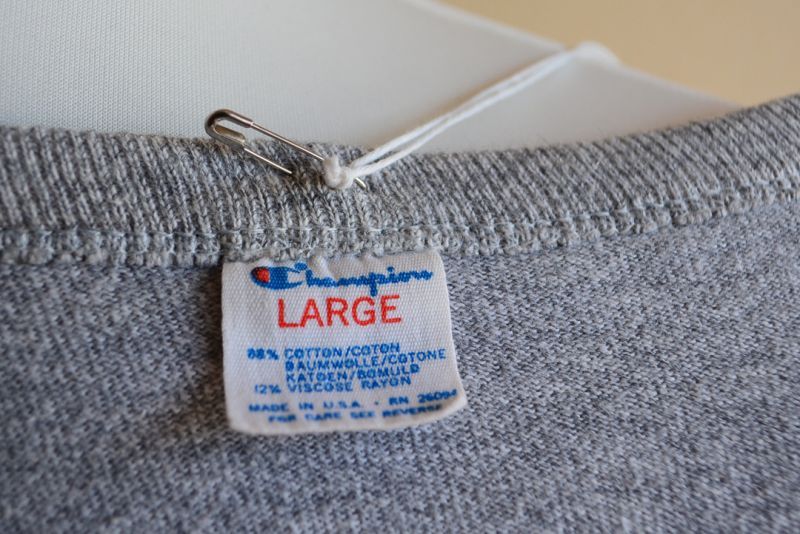 Champion
LARGE
88% COTTON/COTON
BAUMWOLLE/COTONE
KATOEN/BOMULD
12% VISCOSE RAYON
MADE IN U.S.A. RN 26094
FOR CARE SEE REVERSE